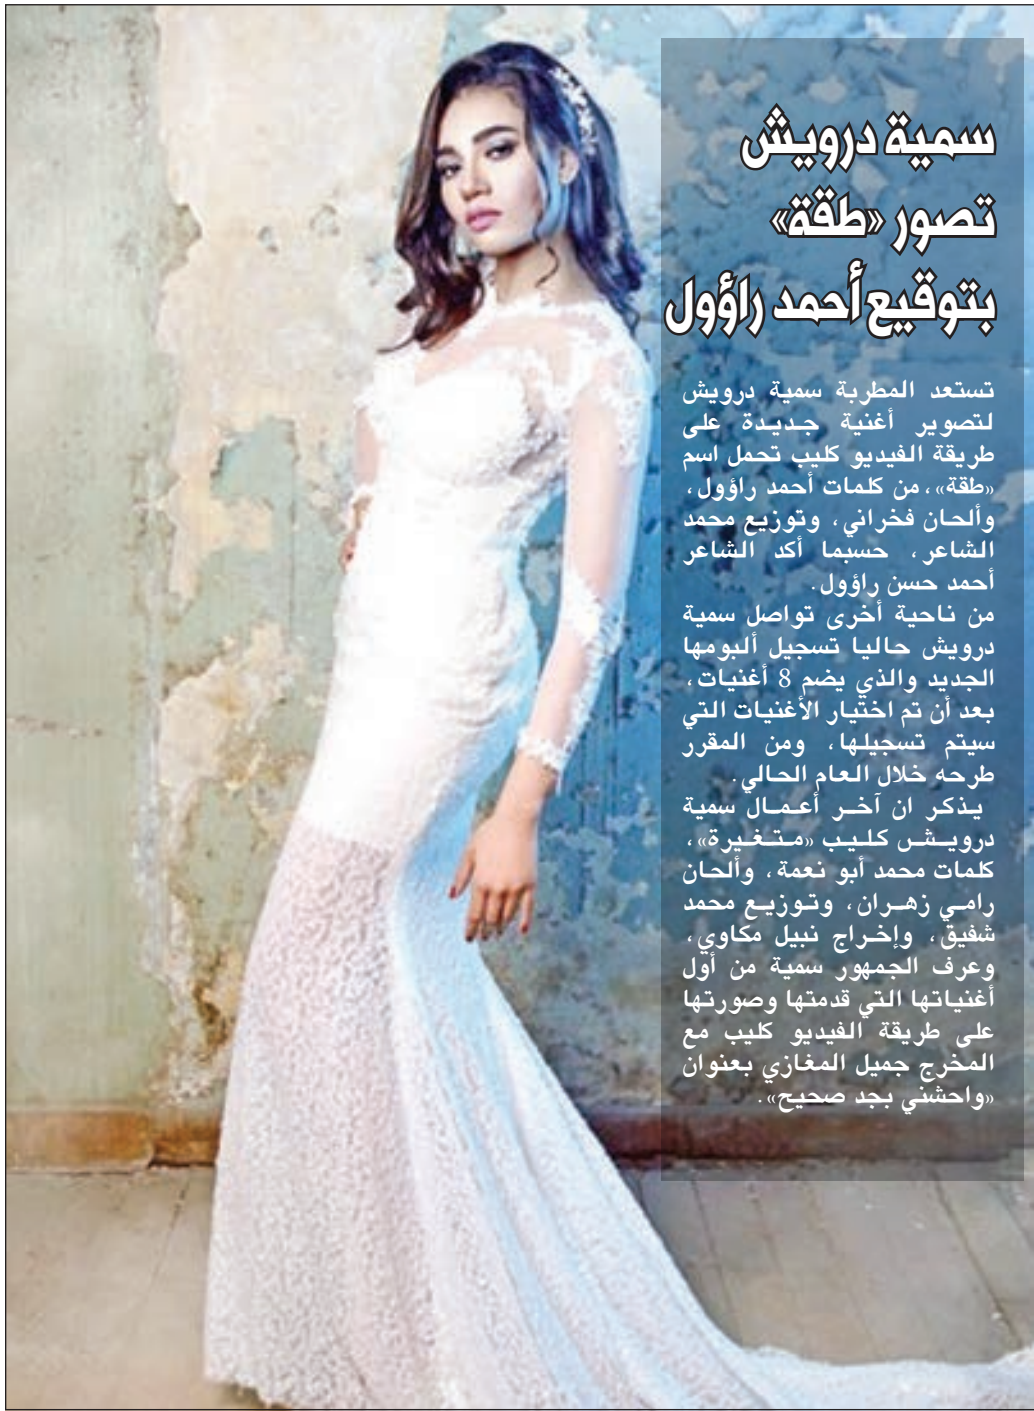 سمية درويش
تصور «طقة»
بتوقيع أحمد راؤول
تستعد المطربة سمية درويش
لتصوير أغنية جديدة على
طريقة الفيديو كليب تحمل اسم
«طقة»، من كلمات أحمد راؤول،
وألحان فخراني، وتوزيع محمد
الشاعر، حسبما أكد الشاعر
أحمد حسن راؤول.
من ناحية أخرى تواصل سمية
درويش حاليا تسجيل ألبومها
الجديد والذي يضم 8 أغنيات،
بعد أن تم اختيار الأغنيات التي
سيتم تسجيلها، ومن المقرر
طرحه خلال العام الحالي.
يذكر ان آخر أعمال سمية
درويش كليب «متغيرة»،
كلمات محمد أبو نعمة، وألحان
رامي زهران، وتوزيع محمد
شفيق، وإخراج نبيل مكاوي،
وعرف الجمهور سمية من أول
أغنياتها التي قدمتها وصورتها
على طريقة الفيديو كليب مع
المخرج جميل المغازي بعنوان
«واحشني بجد صحيح».